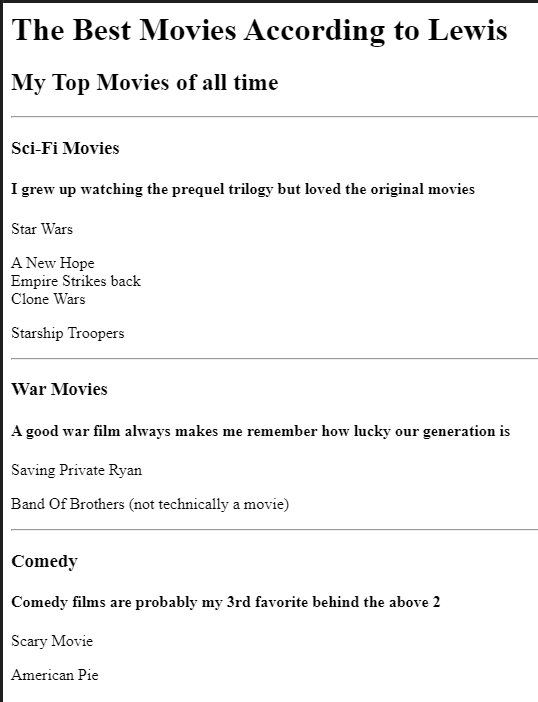 The Best Movies According to Lewis
My Top Movies of all time
Sci-Fi Movies
I grew up watching the prequel trilogy but loved the original movies
Star Wars
A New Hope
Empire Strikes back
Clone Wars
Starship Troopers
War Movies
A good war film always makes me remember how lucky our generation is
Saving Private Ryan
Band Of Brothers (not technically a movie)
Comedy
Comedy films are probably my 3rd favorite behind the above 2
Scary Movie
American Pie